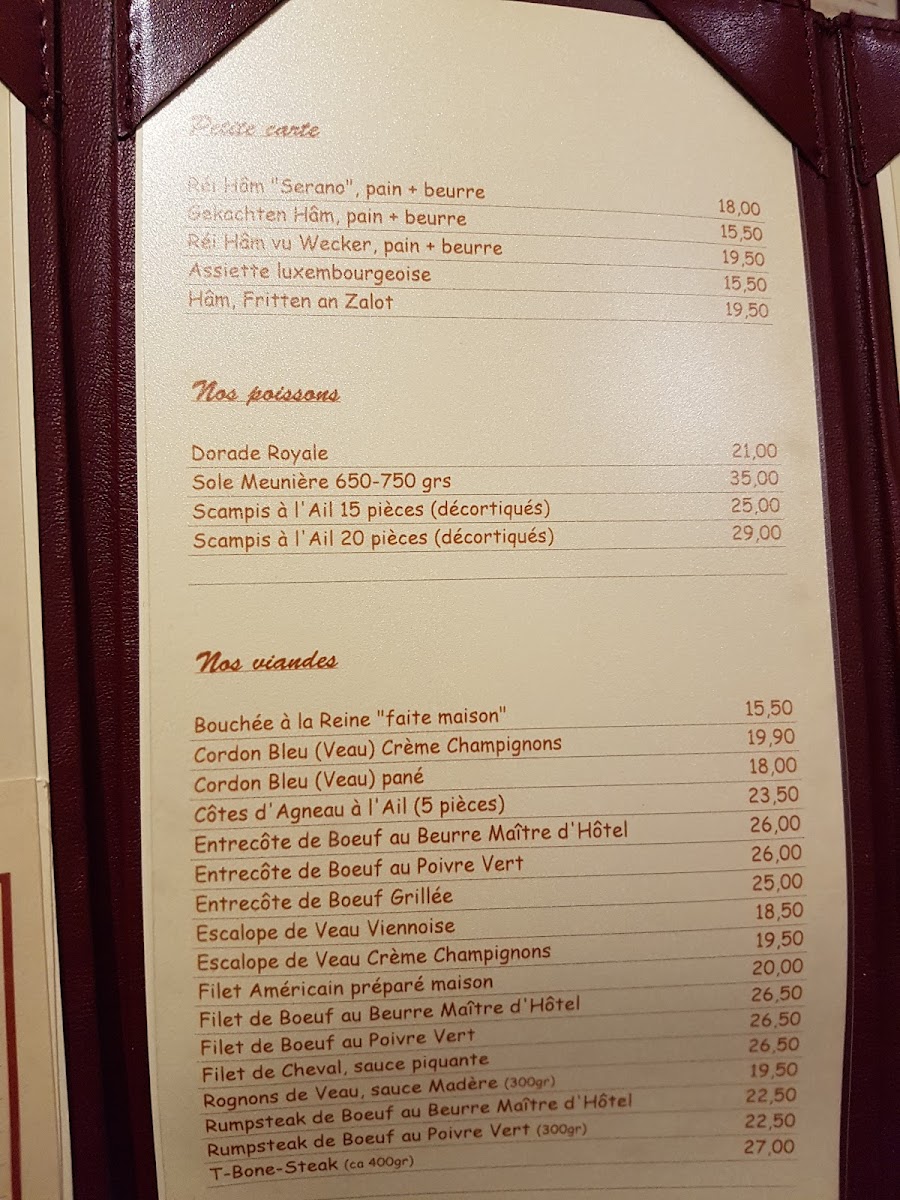 Petite carte
Réi Hâm "Serano", pain + beurre 18,00
Gekachten Hâm, pain + beurre 15,50
Réi Hâm vu Wecker, pain + beurre 19,50
Assiette luxembourgeoise 15,50
Hâm, Fritten an Zalot 19,50
Nos poissons
Dorade Royale 21,00
Sole Meunière 650-750 grs 35,00
Scampis à l'Ail 15 pièces (décortiqués) 25,00
Scampis à l'Ail 20 pièces (décortiqués) 29,00
Nos viandes
Bouchée à la Reine "faite maison" 15,50
Cordon Bleu (Veau) Crème Champignons 19,90
Cordon Bleu (Veau) pané 18,00
Côtes d'Agneau à l'Ail (5 pièces) 23,50
Entrecôte de Boeuf au Beurre Maître d'Hôtel 26,00
Entrecôte de Boeuf au Poivre Vert 26,00
Entrecôte de Boeuf Grillée 25,00
Escalope de Veau Viennoise 18,50
Escalope de Veau Crème Champignons 19,50
Filet Américain préparé maison 20,00
Filet de Boeuf au Beurre Maître d'Hôtel 26,50
Filet de Boeuf au Poivre Vert 26,50
Filet de Cheval, sauce piquante 26,50
Rognons de Veau, sauce Madère (300gr) 19,50
Rumpsteak de Boeuf au Beurre Maître d'Hôtel 22,50
Rumpsteak de Boeuf au Poivre Vert (300gr) 22,50
T-Bone-Steak (ca 400gr) 27,00